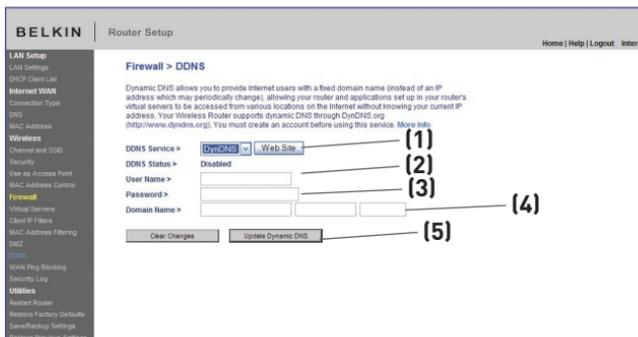 BELKIN
Router Setup
Home | Help | Logout Inter
LAN Setup
LAN Settings
DHCP Client List
Internet WAN
Connection Type
DNS
MAC Address
Wireless
Channel and SSID
Security
Use as Access Point
MAC Address Control
Firewall
Virtual Servers
Client IP Filters
MAC Address Filtering
DMZ
DDNS
WAN Ping Blocking
Security Log
Utilities
Restart Router
Restore Factory Defaults
Save/Backup Settings
Firewall > DDNS
Dynamic DNS allows you to provide Internet users with a fixed domain name (instead of an IP
address which may periodically change), allowing your router and applications set up in your router's
virtual servers to be accessed from various locations on the Internet without knowing your current IP
address. Your Wireless Router supports dynamic DNS through DynDNS.org
(http://www.dyndns.org). You must create an account before using this service. More Info
DDNS Service > DynDNS Web Site (1)
DDNS Status > Disabled
User Name > (2)
Password > (3)
Domain Name > (4)
Clear Changes Update Dynamic DNS (5)